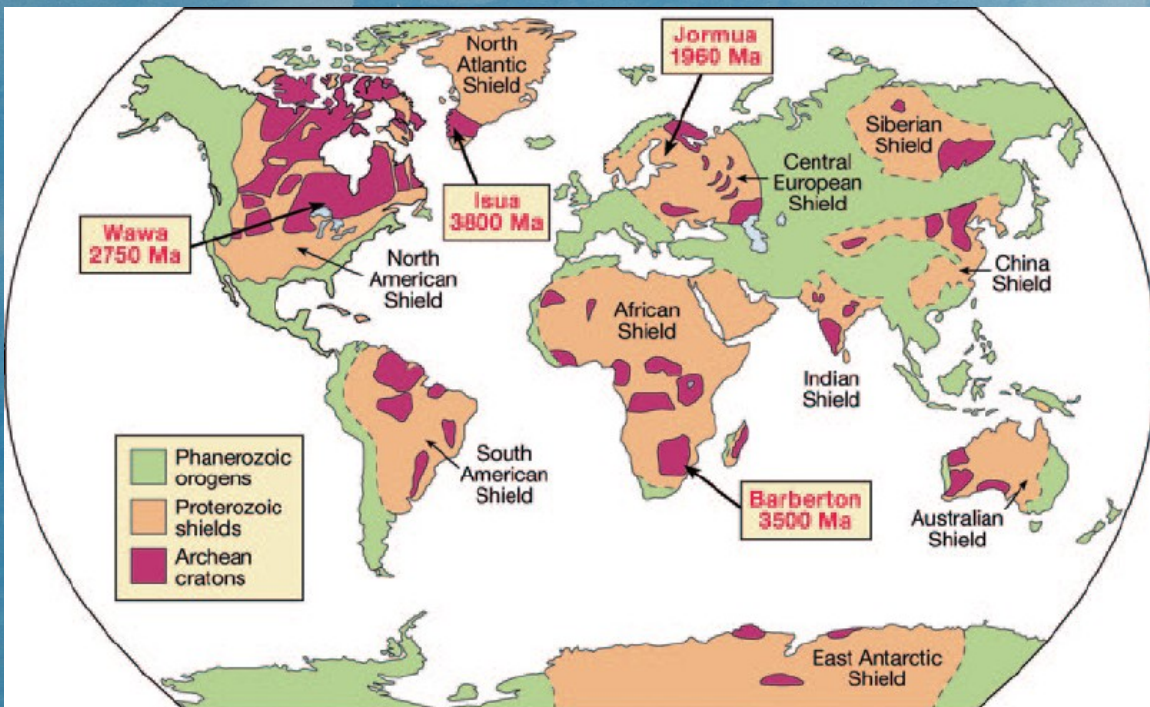 North
Atlantic
Shield
Jormua
1960 Ma
Siberian
Shield
Central
European
Shield
Isua
3800 Ma
Wawa
2750 Ma
North
American
Shield
China
Shield
African
Shield
Indian
Shield
South
American
Shield
Barberton
3500 Ma
Australian
Shield
Phanerozoic
orogens
Proterozoic
shields
Archean
cratons
East Antarctic
Shield